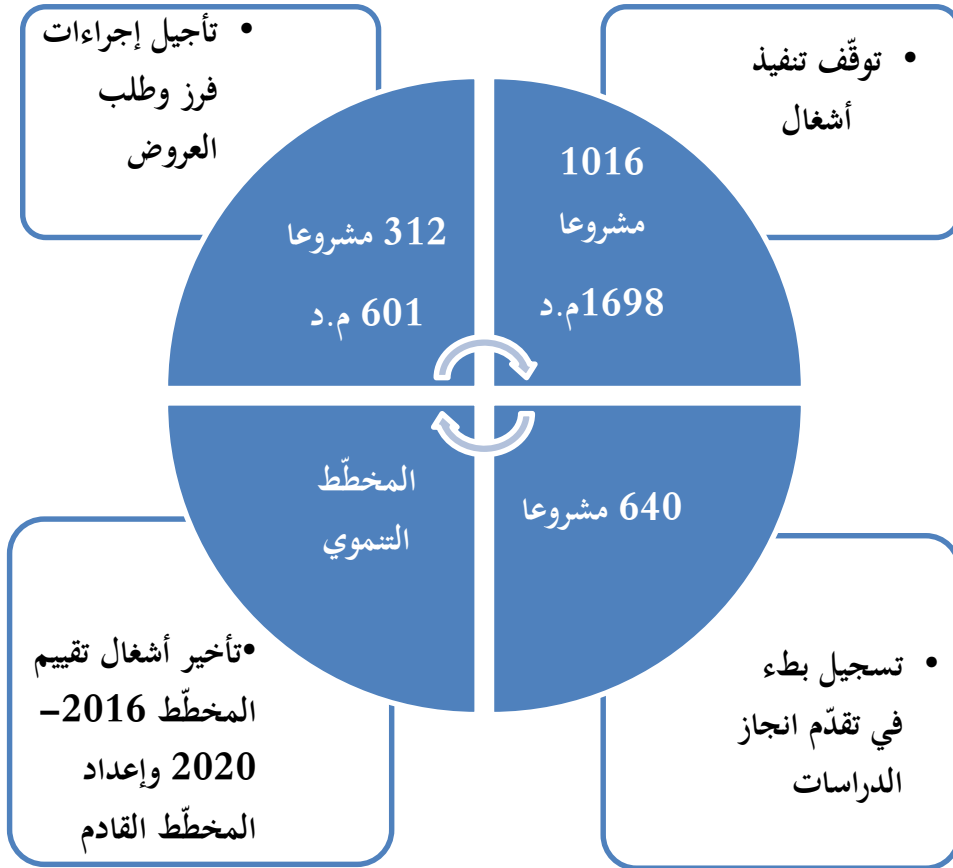 • توقّف تنفيذ
أشغال
1016
مشروعا
1698م.د
• تأجيل إجراءات
فرز وطلب
العروض
312 مشروعا
601 م.د
640 مشروعا
• تسجيل بطء
في تقدّم انجاز
الدراسات
المخطّط
التنموي
•تأخير أشغال تقييم
المخطّط 2016–
2020 وإعداد
المخطّط القادم